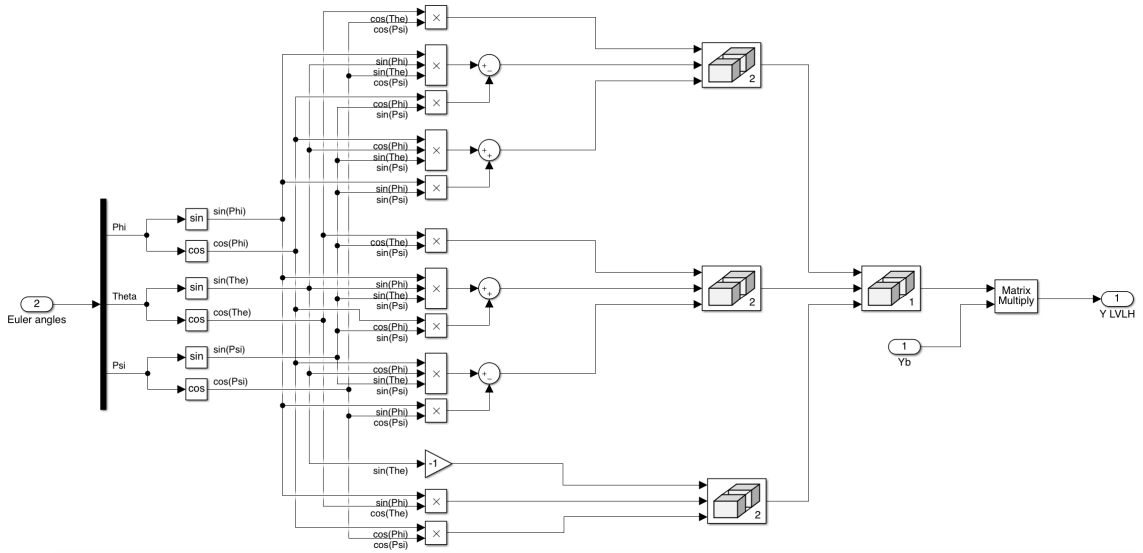 cos(The)
cos(Psi)
×
sin(Phi)
sin(The)
cos(Psi)
×
+
−
cos(Phi)
sin(Psi)
×
2
cos(Phi)
sin(The)
sin(Psi)
×
+
+
sin(Phi)
sin(Psi)
×
Phi
sin
sin(Phi)
cos
cos(Phi)
Theta
sin
sin(The)
cos
cos(The)
Psi
sin
sin(Psi)
cos
cos(Psi)
2
Euler angles
cos(The)
sin(Psi)
×
sin(Phi)
sin(The)
sin(Psi)
×
+
+
cos(Phi)
sin(Psi)
×
2
cos(Phi)
sin(The)
sin(Psi)
×
+
−
sin(Phi)
cos(Psi)
×
1
Matrix
Multiply
1
Y LVLH
1
Yb
sin(The)
-1
sin(Phi)
cos(The)
×
cos(Phi)
cos(Psi)
×
2